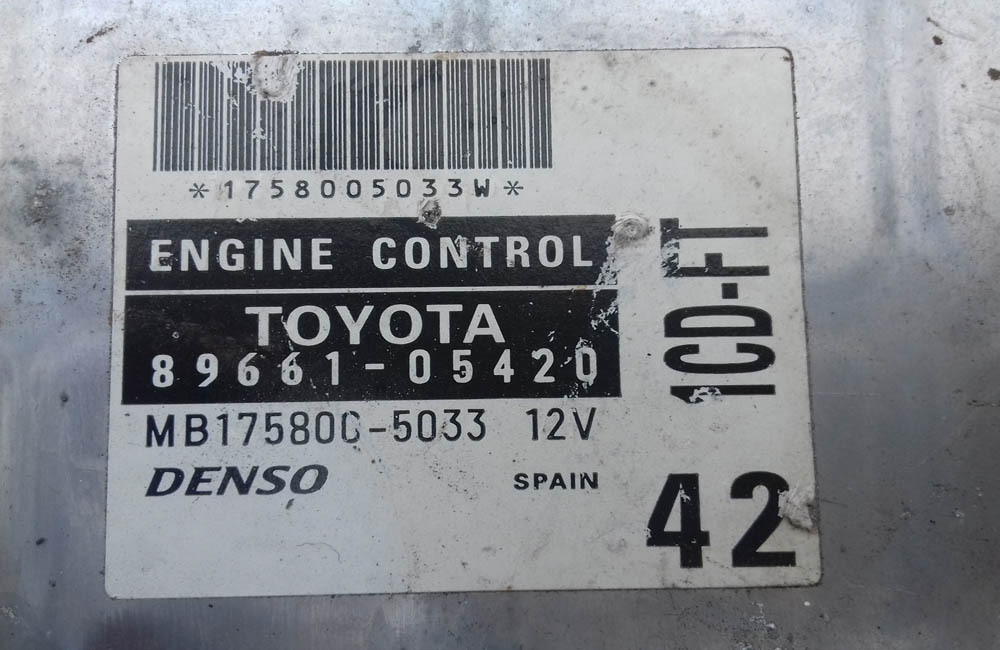 *1758005033W*
ENGINE CONTROL
TOYOTA
89661-05420
MB175800-5033 12V
DENSO SPAIN
1CD-FT
42